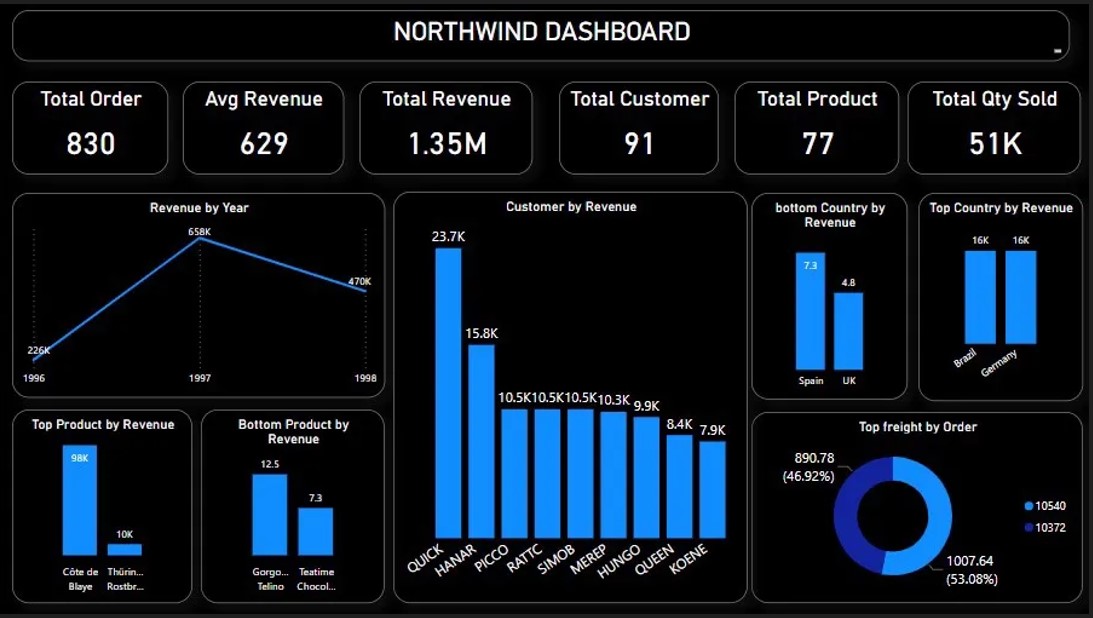 NORTHWIND DASHBOARD
Total Order
830
Avg Revenue
629
Total Revenue
1.35M
Total Customer
91
Total Product
77
Total Qty Sold
51K
Revenue by Year
658K
470K
226K
1996
1997
1998
Customer by Revenue
23.7K
15.8K
10.5K
10.5K
10.5K
10.3K
9.9K
8.4K
7.9K
QUICK
HANAR
PICCO
RATTC
SIMOB
MEREP
HUNGO
QUEEN
KOENE
bottom Country by
Revenue
7.3
4.8
Spain
UK
Top Country by Revenue
16K
16K
Brazil
Germany
Top Product by Revenue
98K
10K
Côte de
Blaye
Thürin...
Rostbr...
Bottom Product by
Revenue
12.5
7.3
Gorgo...
Telino
Teatime
Chocol...
Top freight by Order
890.78
(46.92%)
1007.64
(53.08%)
10540
10372